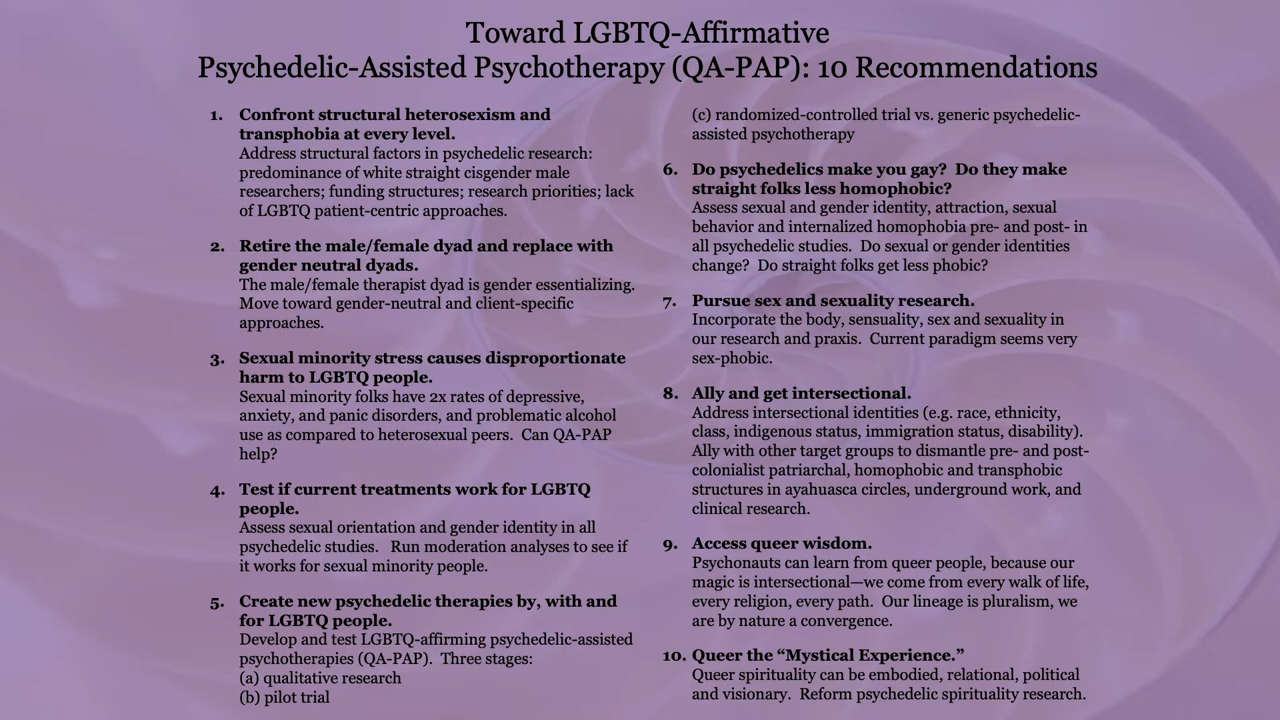 Toward LGBTQ-Affirmative
Psychedelic-Assisted Psychotherapy (QA-PAP): 10 Recommendations
1. Confront structural heterosexism and
transphobia at every level.
Address structural factors in psychedelic research:
predominance of white straight cisgender male
researchers; funding structures; research priorities; lack
of LGBTQ patient-centric approaches.
2. Retire the male/female dyad and replace with
gender neutral dyads.
The male/female therapist dyad is gender essentializing.
Move toward gender-neutral and client-specific
approaches.
3. Sexual minority stress causes disproportionate
harm to LGBTQ people.
Sexual minority folks have 2x rates of depressive,
anxiety, and panic disorders, and problematic alcohol
use as compared to heterosexual peers. Can QA-PAP
help?
4. Test if current treatments work for LGBTQ
people.
Assess sexual orientation and gender identity in all
psychedelic studies. Run moderation analyses to see if
it works for sexual minority people.
5. Create new psychedelic therapies by, with and
for LGBTQ people.
Develop and test LGBTQ-affirming psychedelic-assisted
psychotherapies (QA-PAP). Three stages:
(a) qualitative research
(b) pilot trial
(c) randomized-controlled trial vs. generic psychedelic-
assisted psychotherapy
6. Do psychedelics make you gay? Do they make
straight folks less homophobic?
Assess sexual and gender identity, attraction, sexual
behavior and internalized homophobia pre- and post- in
all psychedelic studies. Do sexual or gender identities
change? Do straight folks get less phobic?
7. Pursue sex and sexuality research.
Incorporate the body, sensuality, sex and sexuality in
our research and praxis. Current paradigm seems very
sex-phobic.
8. Ally and get intersectional.
Address intersectional identities (e.g. race, ethnicity,
class, indigenous status, immigration status, disability).
Ally with other target groups to dismantle pre- and post-
colonialist patriarchal, homophobic and transphobic
structures in ayahuasca circles, underground work, and
clinical research.
9. Access queer wisdom.
Psychonauts can learn from queer people, because our
magic is intersectional—we come from every walk of life,
every religion, every path. Our lineage is pluralism, we
are by nature a convergence.
10. Queer the “Mystical Experience.”
Queer spirituality can be embodied, relational, political
and visionary. Reform psychedelic spirituality research.